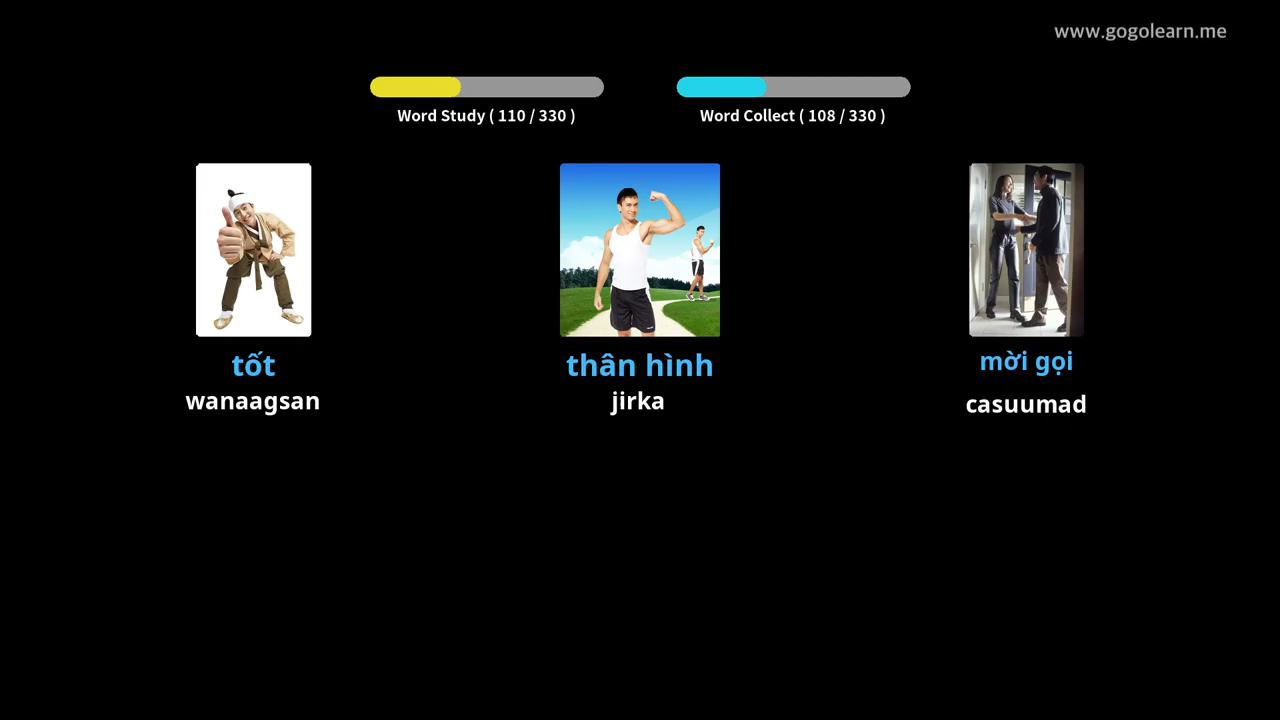 www.gogolearn.me
Word Study ( 110 / 330 )
Word Collect ( 108 / 330 )
tốt
thân hình
mời gọi
wanaagsan
jirka
casuumad